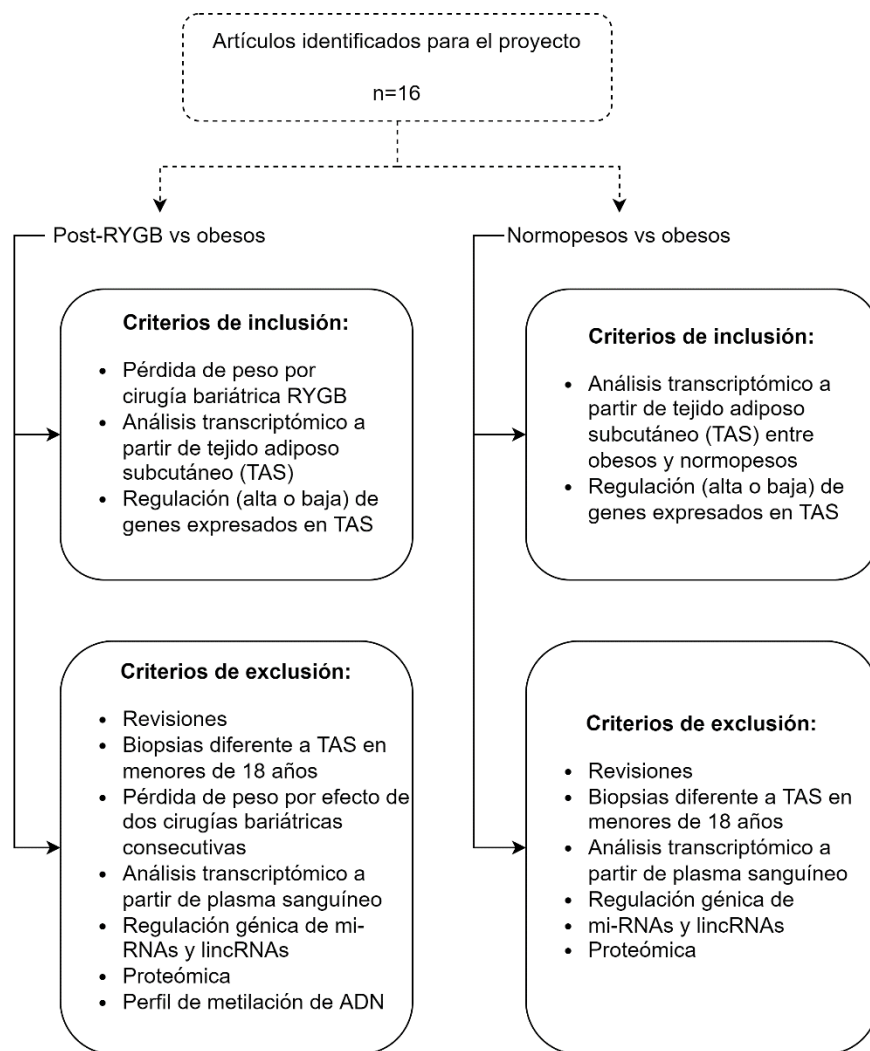 Artículos identificados para el proyecto
n=16
Post-RYGB vs obesos
Criterios de inclusión:
• Pérdida de peso por
cirugía bariátrica RYGB
• Análisis transcriptómico a
partir de tejido adiposo
subcutáneo (TAS)
• Regulación (alta o baja) de
genes expresados en TAS
Criterios de exclusión:
• Revisiones
• Biopsias diferente a TAS en
menores de 18 años
• Pérdida de peso por efecto de
dos cirugías bariátricas
consecutivas
• Análisis transcriptómico a
partir de plasma sanguíneo
• Regulación génica de mi-
RNAs y lincRNAs
• Proteómica
• Perfil de metilación de ADN
Normopesos vs obesos
Criterios de inclusión:
• Análisis transcriptómico a
partir de tejido adiposo
subcutáneo (TAS) entre
obesos y normopesos
• Regulación (alta o baja) de
genes expresados en TAS
Criterios de exclusión:
• Revisiones
• Biopsias diferente a TAS en
menores de 18 años
• Análisis transcriptómico a
partir de plasma sanguíneo
• Regulación génica de
• mi-RNAs y lincRNAs
• Proteómica